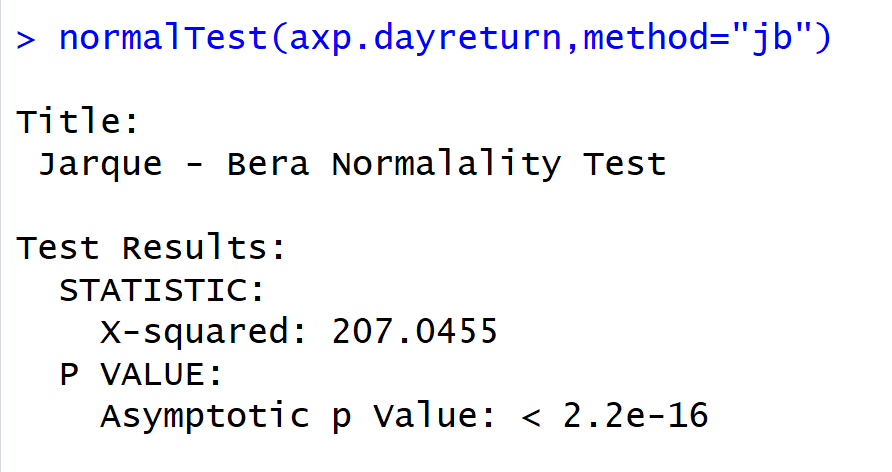 > normalTest(axp.dayreturn,method="jb")
Title:
Jarque - Bera Normalality Test
Test Results:
STATISTIC:
X-squared: 207.0455
P VALUE:
Asymptotic p Value: < 2.2e-16